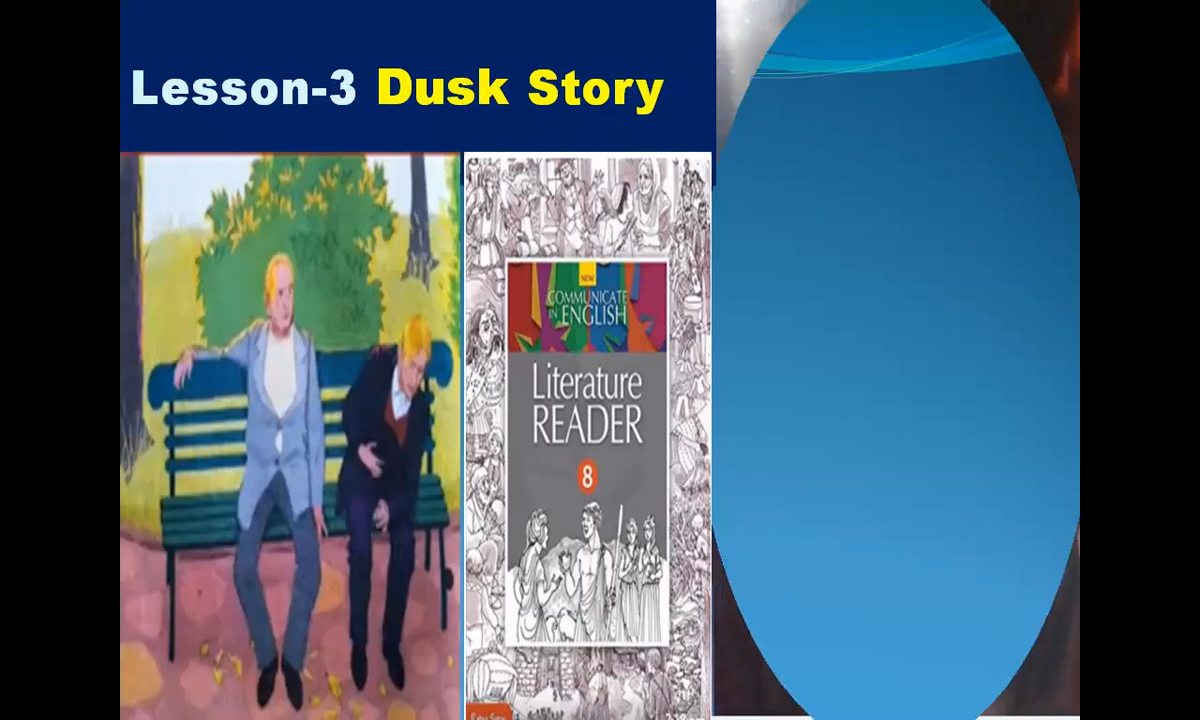 Lesson-3 Dusk Story
NEW
COMMUNICATE
IN ENGLISH
Literature
READER
8